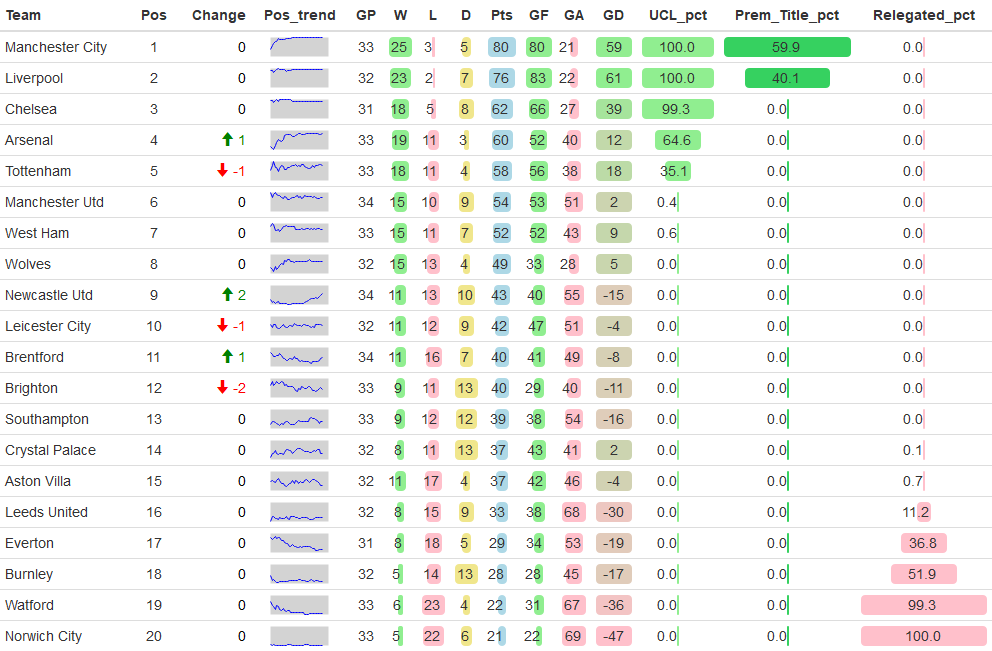 Team Pos Change Pos_trend GP W L D Pts GF GA GD UCL_pct Prem_Title_pct Relegated_pct
Manchester City 1 0 33 25 3 5 80 80 21 59 100.0 59.9 0.0
Liverpool 2 0 32 23 2 7 76 83 22 61 100.0 40.1 0.0
Chelsea 3 0 31 18 5 8 62 66 27 39 99.3 0.0 0.0
Arsenal 4 1 33 19 11 3 60 52 40 12 64.6 0.0 0.0
Tottenham 5 -1 33 18 11 4 58 56 38 18 35.1 0.0 0.0
Manchester Utd 6 0 34 15 10 9 54 53 51 2 0.4 0.0 0.0
West Ham 7 0 33 15 11 7 52 52 43 9 0.6 0.0 0.0
Wolves 8 0 32 15 13 4 49 33 28 5 0.0 0.0 0.0
Newcastle Utd 9 2 34 11 13 10 43 40 55 -15 0.0 0.0 0.0
Leicester City 10 -1 32 11 12 9 42 47 51 -4 0.0 0.0 0.0
Brentford 11 1 34 11 16 7 40 41 49 -8 0.0 0.0 0.0
Brighton 12 -2 33 9 11 13 40 29 40 -11 0.0 0.0 0.0
Southampton 13 0 33 9 12 12 39 38 54 -16 0.0 0.0 0.0
Crystal Palace 14 0 32 8 11 13 37 43 41 2 0.0 0.0 0.1
Aston Villa 15 0 32 11 17 4 37 42 46 -4 0.0 0.0 0.7
Leeds United 16 0 32 8 15 9 33 38 68 -30 0.0 0.0 11.2
Everton 17 0 31 8 18 5 29 34 53 -19 0.0 0.0 36.8
Burnley 18 0 32 5 14 13 28 28 45 -17 0.0 0.0 51.9
Watford 19 0 33 6 23 4 22 31 67 -36 0.0 0.0 99.3
Norwich City 20 0 33 5 22 6 21 22 69 -47 0.0 0.0 100.0